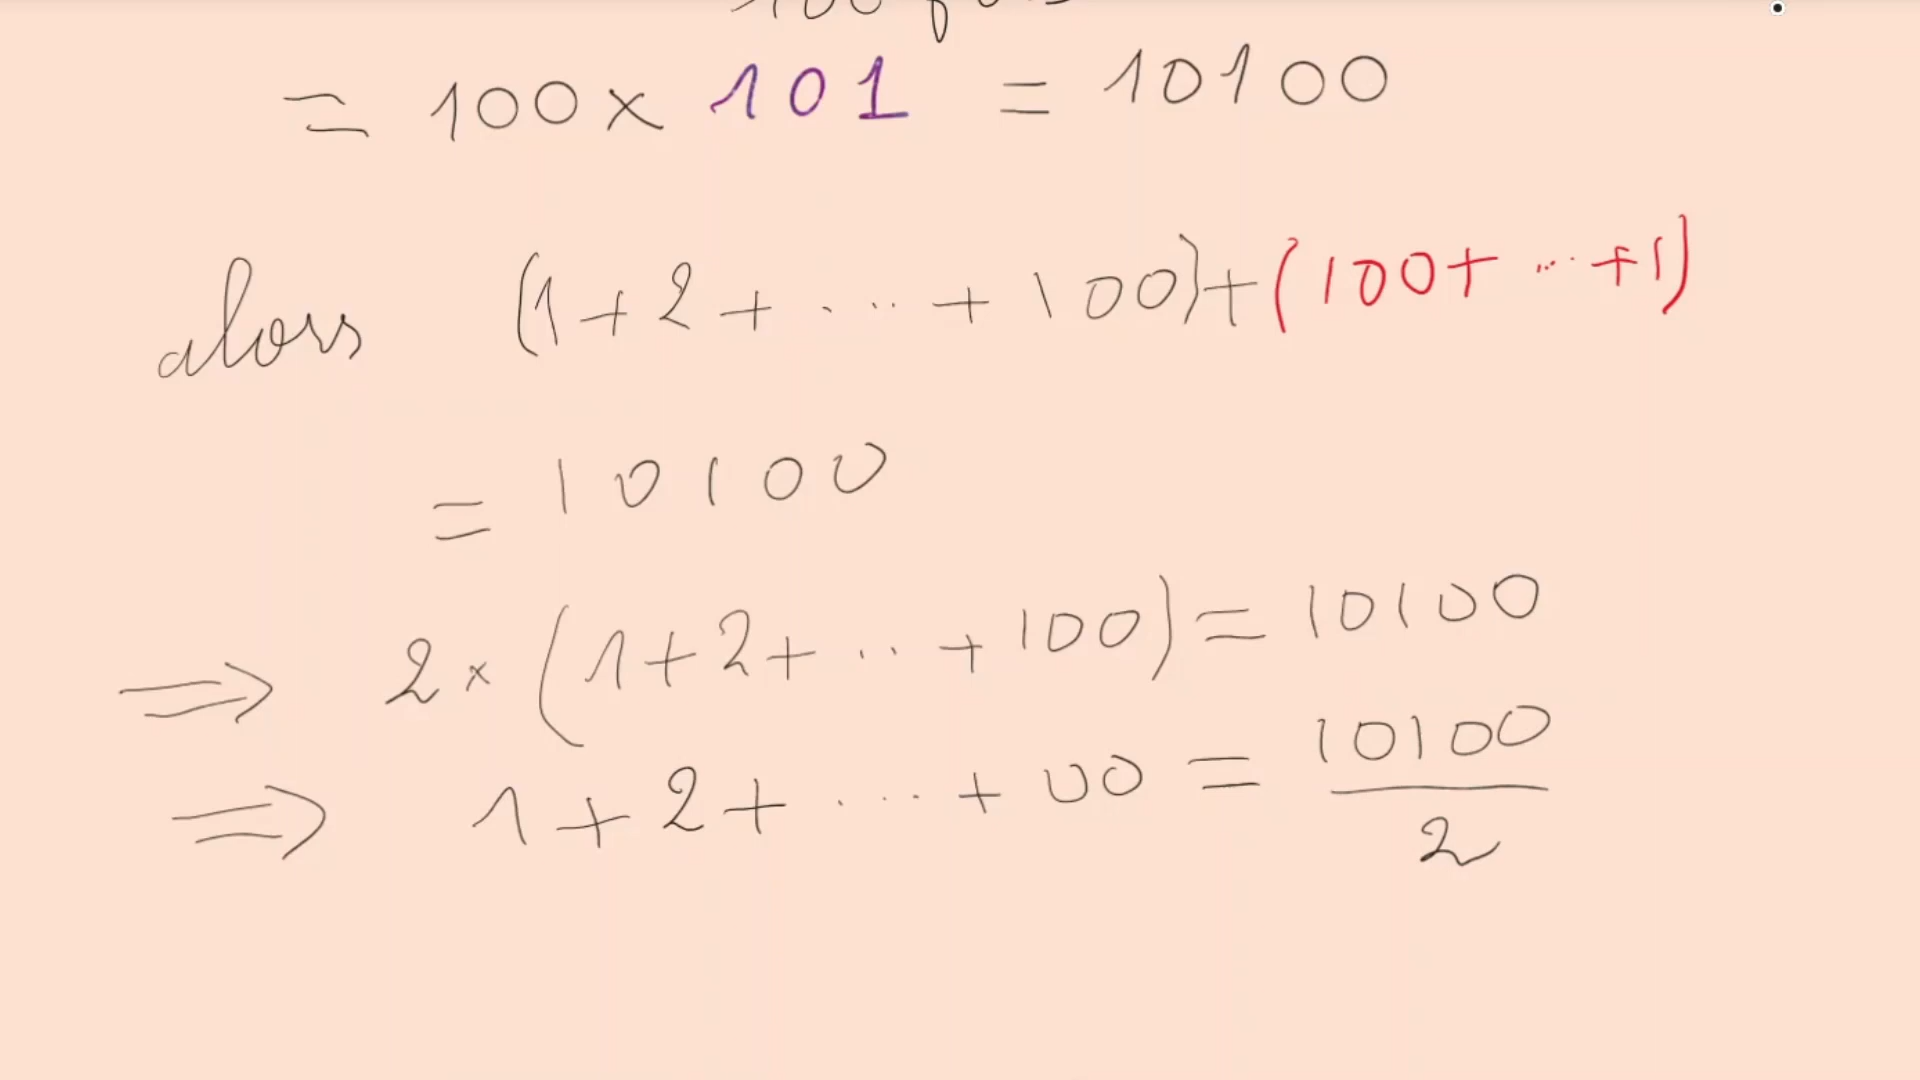 = 100 × 101 = 10100
alors (1 + 2 + ... + 100) + (100 + ... + 1)
= 10100
⇒ 2 × (1 + 2 + ... + 100) = 10100
⇒ 1 + 2 + ... + 00 = 10100/2